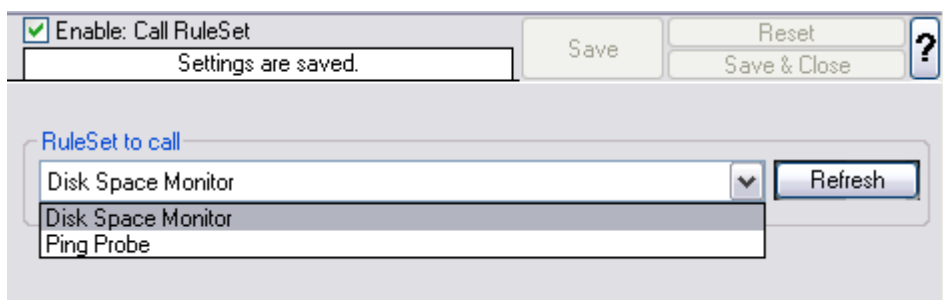 Enable: Call RuleSet
Settings are saved.
Save
Reset
Save & Close
?
RuleSet to call
Disk Space Monitor
Refresh
Disk Space Monitor
Ping Probe